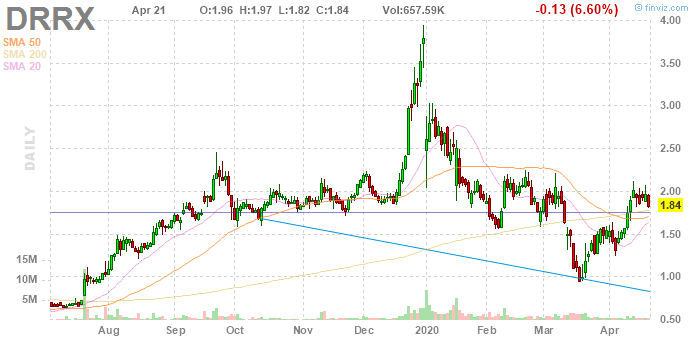 DRRX Apr 21 O:1.96 H:1.97 L:1.82 C:1.84 Vol:657.59K -0.13 (6.60%) © finviz.com
SMA 50
SMA 200
SMA 20
DAILY
4.00
3.50
3.00
2.50
2.00
1.84
1.50
1.00
0.50
15M
10M
5M
Aug Sep Oct Nov Dec 2020 Feb Mar Apr